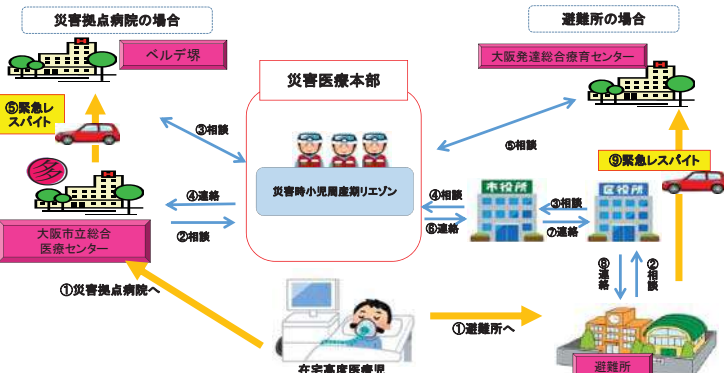 災害拠点病院の場合
避難所の場合
ベルデ堺
大阪発達総合療育センター
災害医療本部
⑤緊急レ
スパイト
③相談
⑤相談
⑨緊急レスパイト
多
災害時小児周産期リエゾン
④連絡
②相談
④相談
⑥連絡
市役所
③相談
⑦連絡
区役所
大阪市立総合
医療センター
⑧連絡
②相談
①災害拠点病院へ
①避難所へ
在宅高度医療児
避難所